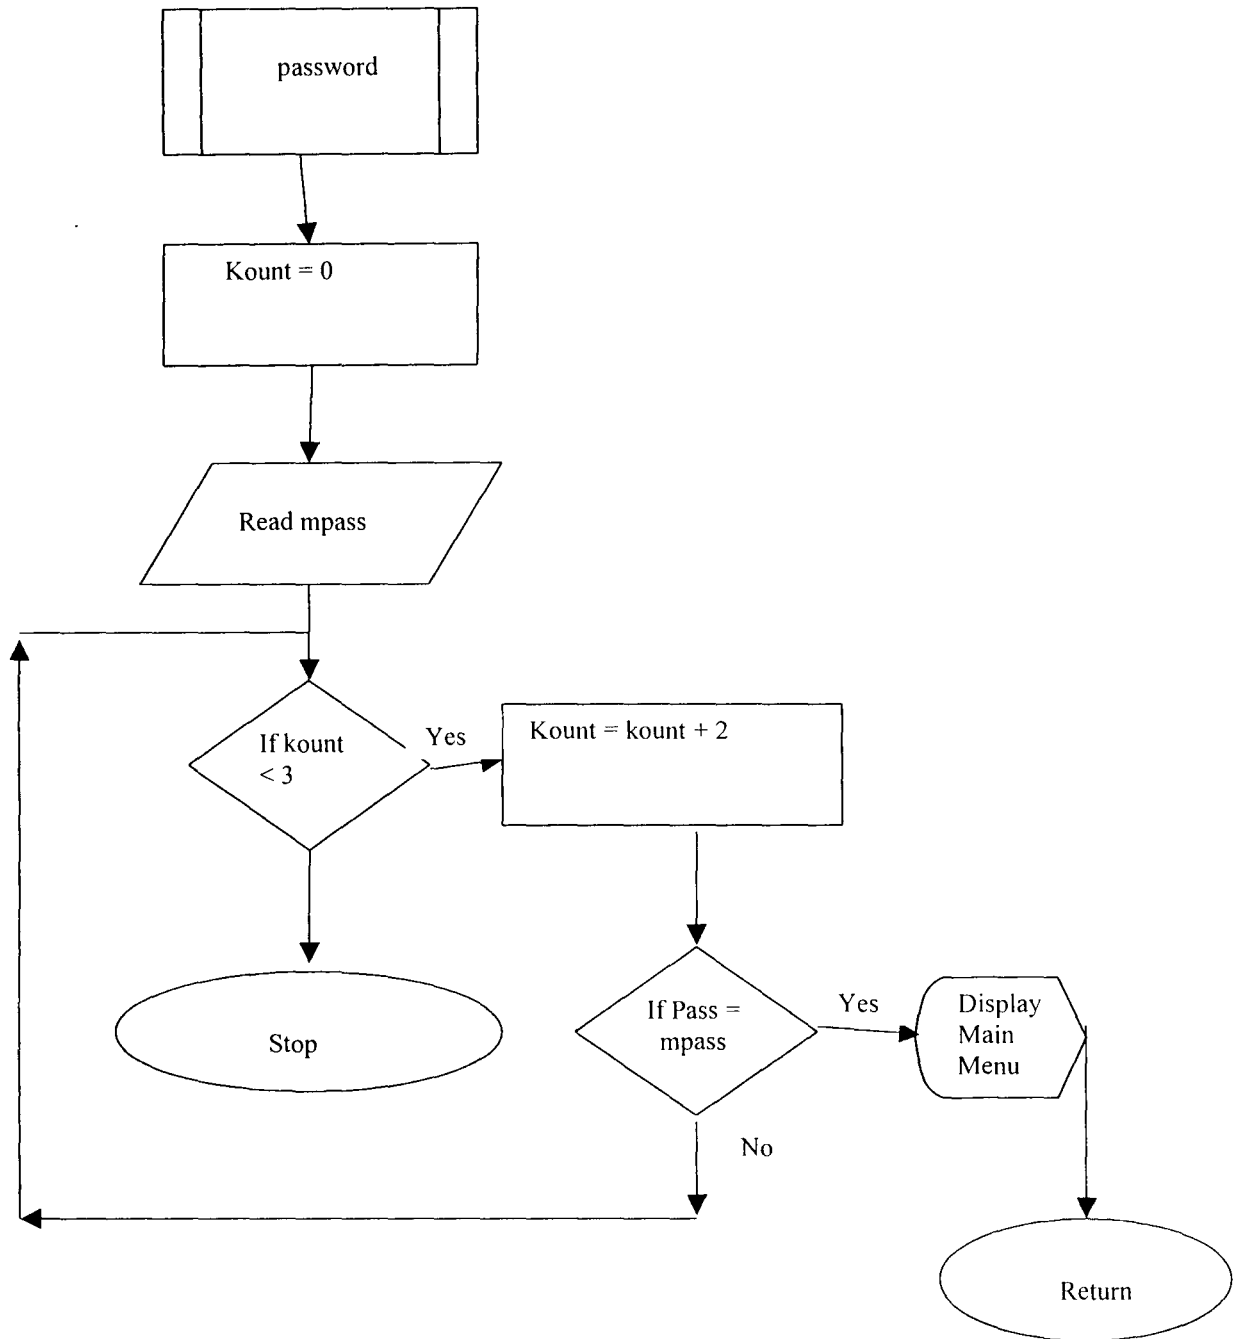 password
Kount = 0
Read mpass
If kount
< 3
Yes
Kount = kount + 2
If Pass =
mpass
Yes
Display
Main
Menu
Stop
No
Return